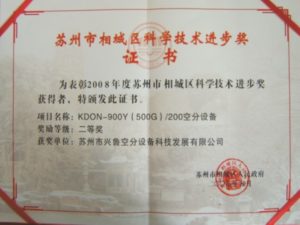 苏州市相城区科学技术进步奖
证书
为表彰2008年度苏州市相城区科学技术进步奖
获得者，特颁发此证书。
项目名称：KDON-900Y（500G）/200空分设备
奖励等级：二等奖
获奖单位：苏州市兴鲁空分设备科技发展有限公司
苏州市相城区人民政府